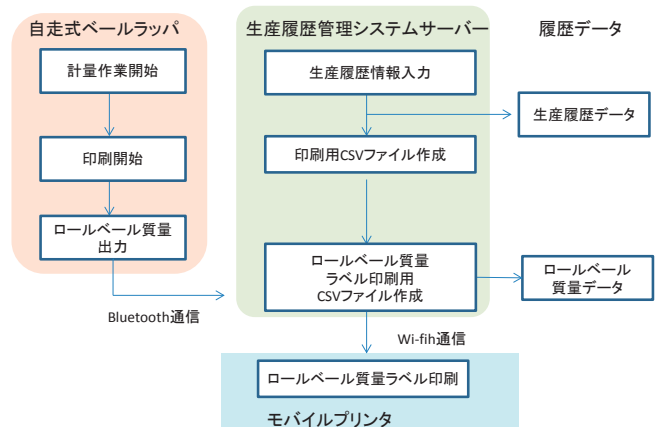 自走式ベールラッパ
計量作業開始
印刷開始
ロールベール質量
出力
Bluetooth通信
生産履歴管理システムサーバー
生産履歴情報入力
印刷用CSVファイル作成
ロールベール質量
ラベル印刷用
CSVファイル作成
履歴データ
生産履歴データ
ロールベール
質量データ
Wi-fih通信
ロールベール質量ラベル印刷
モバイルプリンタ